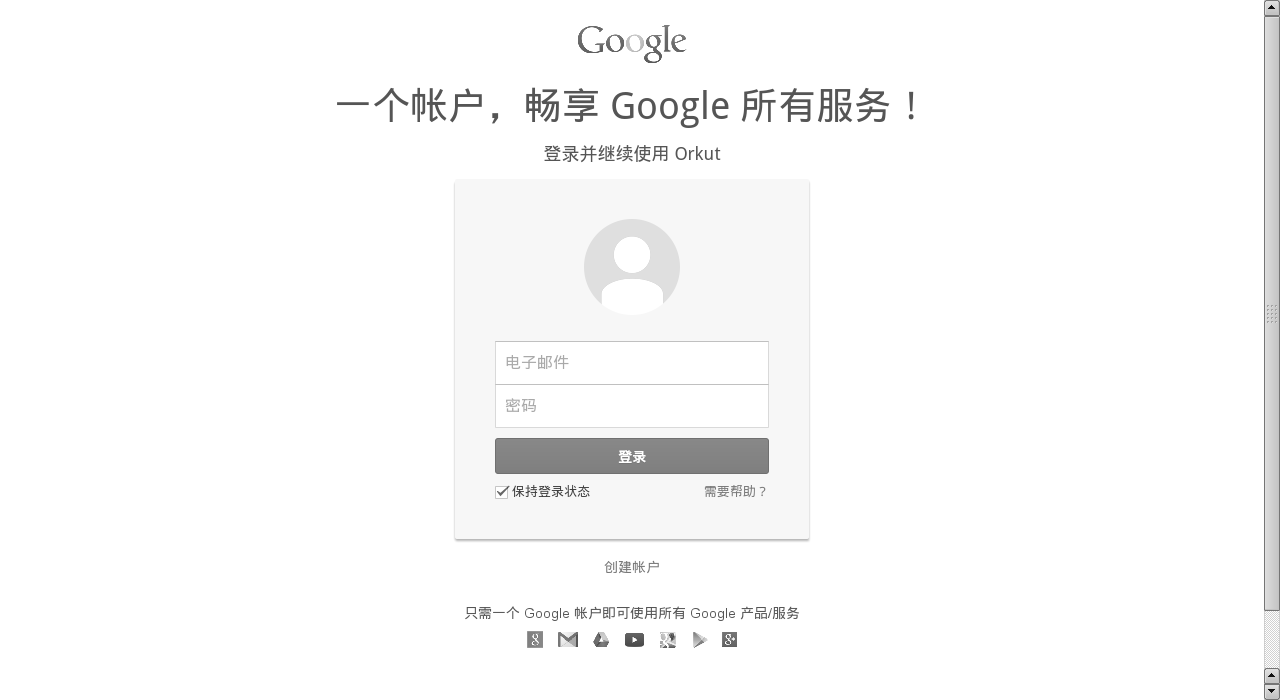 Google
一个帐户，畅享 Google 所有服务！
登录并继续使用 Orkut
电子邮件
密码
登录
保持登录状态 需要帮助？
创建帐户
只需一个 Google 帐户即可使用所有 Google 产品/服务